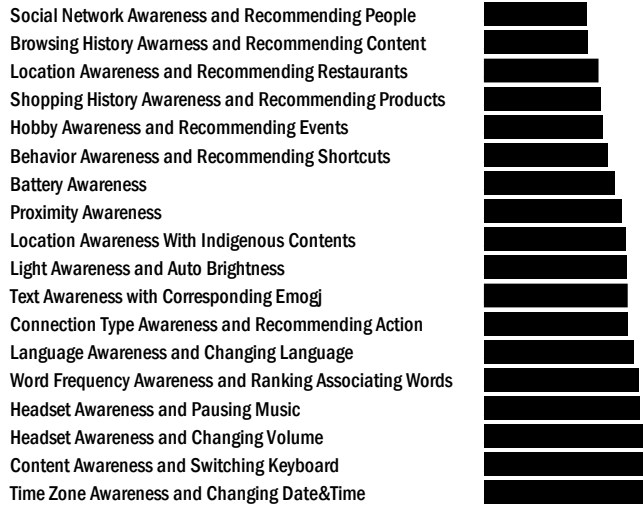 Social Network Awareness and Recommending People
Browsing History Awarness and Recommending Content
Location Awareness and Recommending Restaurants
Shopping History Awareness and Recommending Products
Hobby Awareness and Recommending Events
Behavior Awareness and Recommending Shortcuts
Battery Awareness
Proximity Awareness
Location Awareness With Indigenous Contents
Light Awareness and Auto Brightness
Text Awareness with Corresponding Emogj
Connection Type Awareness and Recommending Action
Language Awareness and Changing Language
Word Frequency Awareness and Ranking Associating Words
Headset Awareness and Pausing Music
Headset Awareness and Changing Volume
Content Awareness and Switching Keyboard
Time Zone Awareness and Changing Date&Time